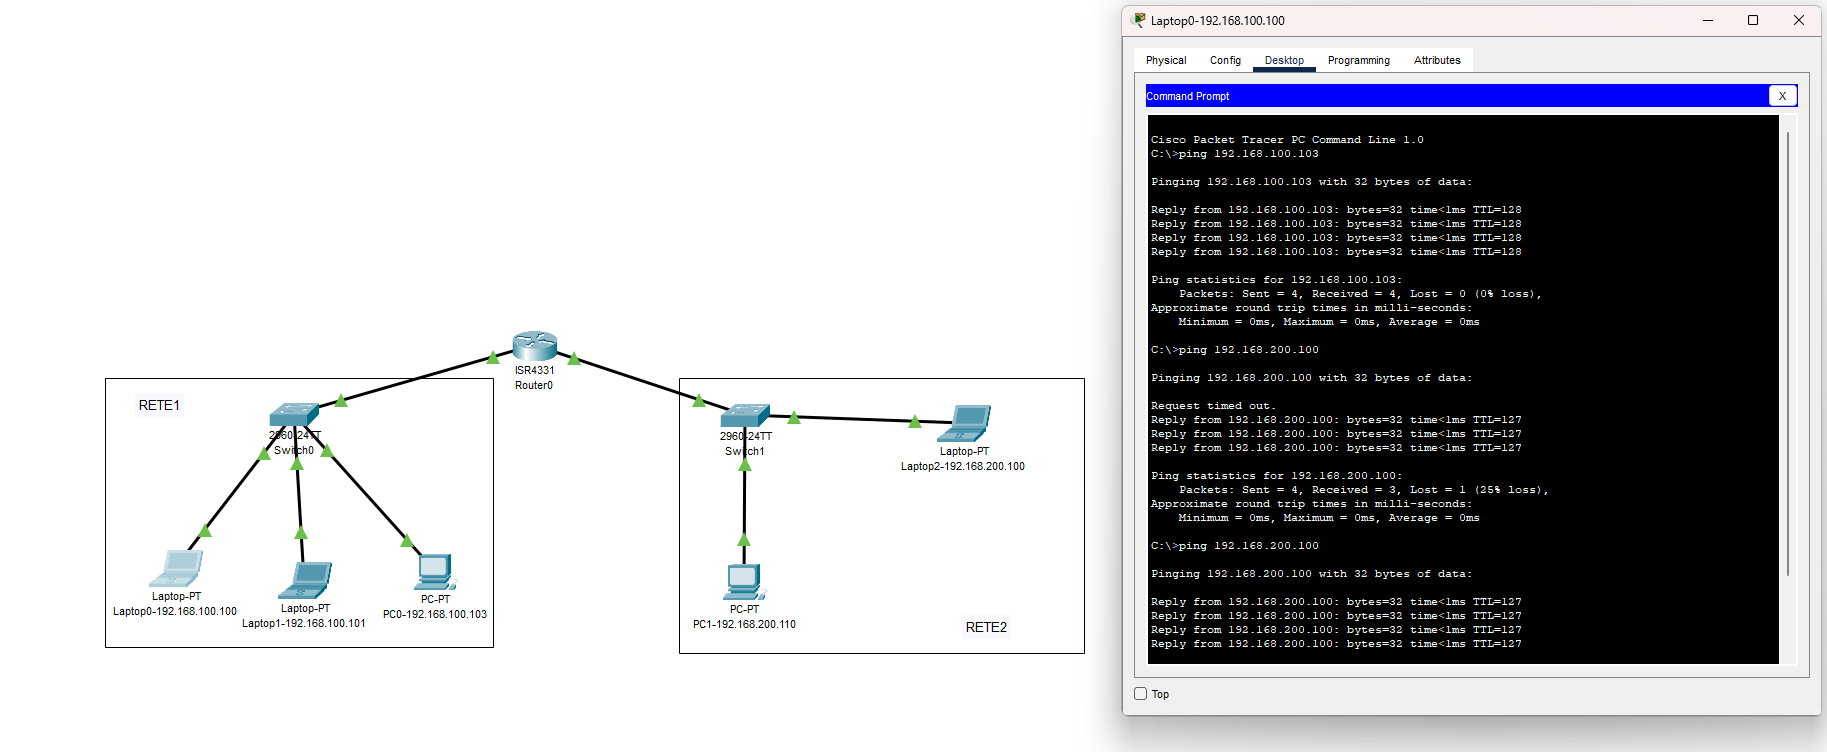 ISR4331
Router0
RETE1
2960-24TT
Switch0
Laptop-PT
Laptop0-192.168.100.100
Laptop-PT
Laptop1-192.168.100.101
PC-PT
PC0-192.168.100.103
2960-24TT
Switch1
Laptop-PT
Laptop2-192.168.200.100
PC-PT
PC1-192.168.200.110
RETE2
Laptop0-192.168.100.100
Physical Config Desktop Programming Attributes
Command Prompt X
Cisco Packet Tracer PC Command Line 1.0
C:\>ping 192.168.100.103
Pinging 192.168.100.103 with 32 bytes of data:
Reply from 192.168.100.103: bytes=32 time<1ms TTL=128
Reply from 192.168.100.103: bytes=32 time<1ms TTL=128
Reply from 192.168.100.103: bytes=32 time<1ms TTL=128
Reply from 192.168.100.103: bytes=32 time<1ms TTL=128
Ping statistics for 192.168.100.103:
Packets: Sent = 4, Received = 4, Lost = 0 (0% loss),
Approximate round trip times in milli-seconds:
Minimum = 0ms, Maximum = 0ms, Average = 0ms
C:\>ping 192.168.200.100
Pinging 192.168.200.100 with 32 bytes of data:
Request timed out.
Reply from 192.168.200.100: bytes=32 time<1ms TTL=127
Reply from 192.168.200.100: bytes=32 time<1ms TTL=127
Reply from 192.168.200.100: bytes=32 time<1ms TTL=127
Ping statistics for 192.168.200.100:
Packets: Sent = 4, Received = 3, Lost = 1 (25% loss),
Approximate round trip times in milli-seconds:
Minimum = 0ms, Maximum = 0ms, Average = 0ms
C:\>ping 192.168.200.100
Pinging 192.168.200.100 with 32 bytes of data:
Reply from 192.168.200.100: bytes=32 time<1ms TTL=127
Reply from 192.168.200.100: bytes=32 time<1ms TTL=127
Reply from 192.168.200.100: bytes=32 time<1ms TTL=127
Reply from 192.168.200.100: bytes=32 time<1ms TTL=127
Top